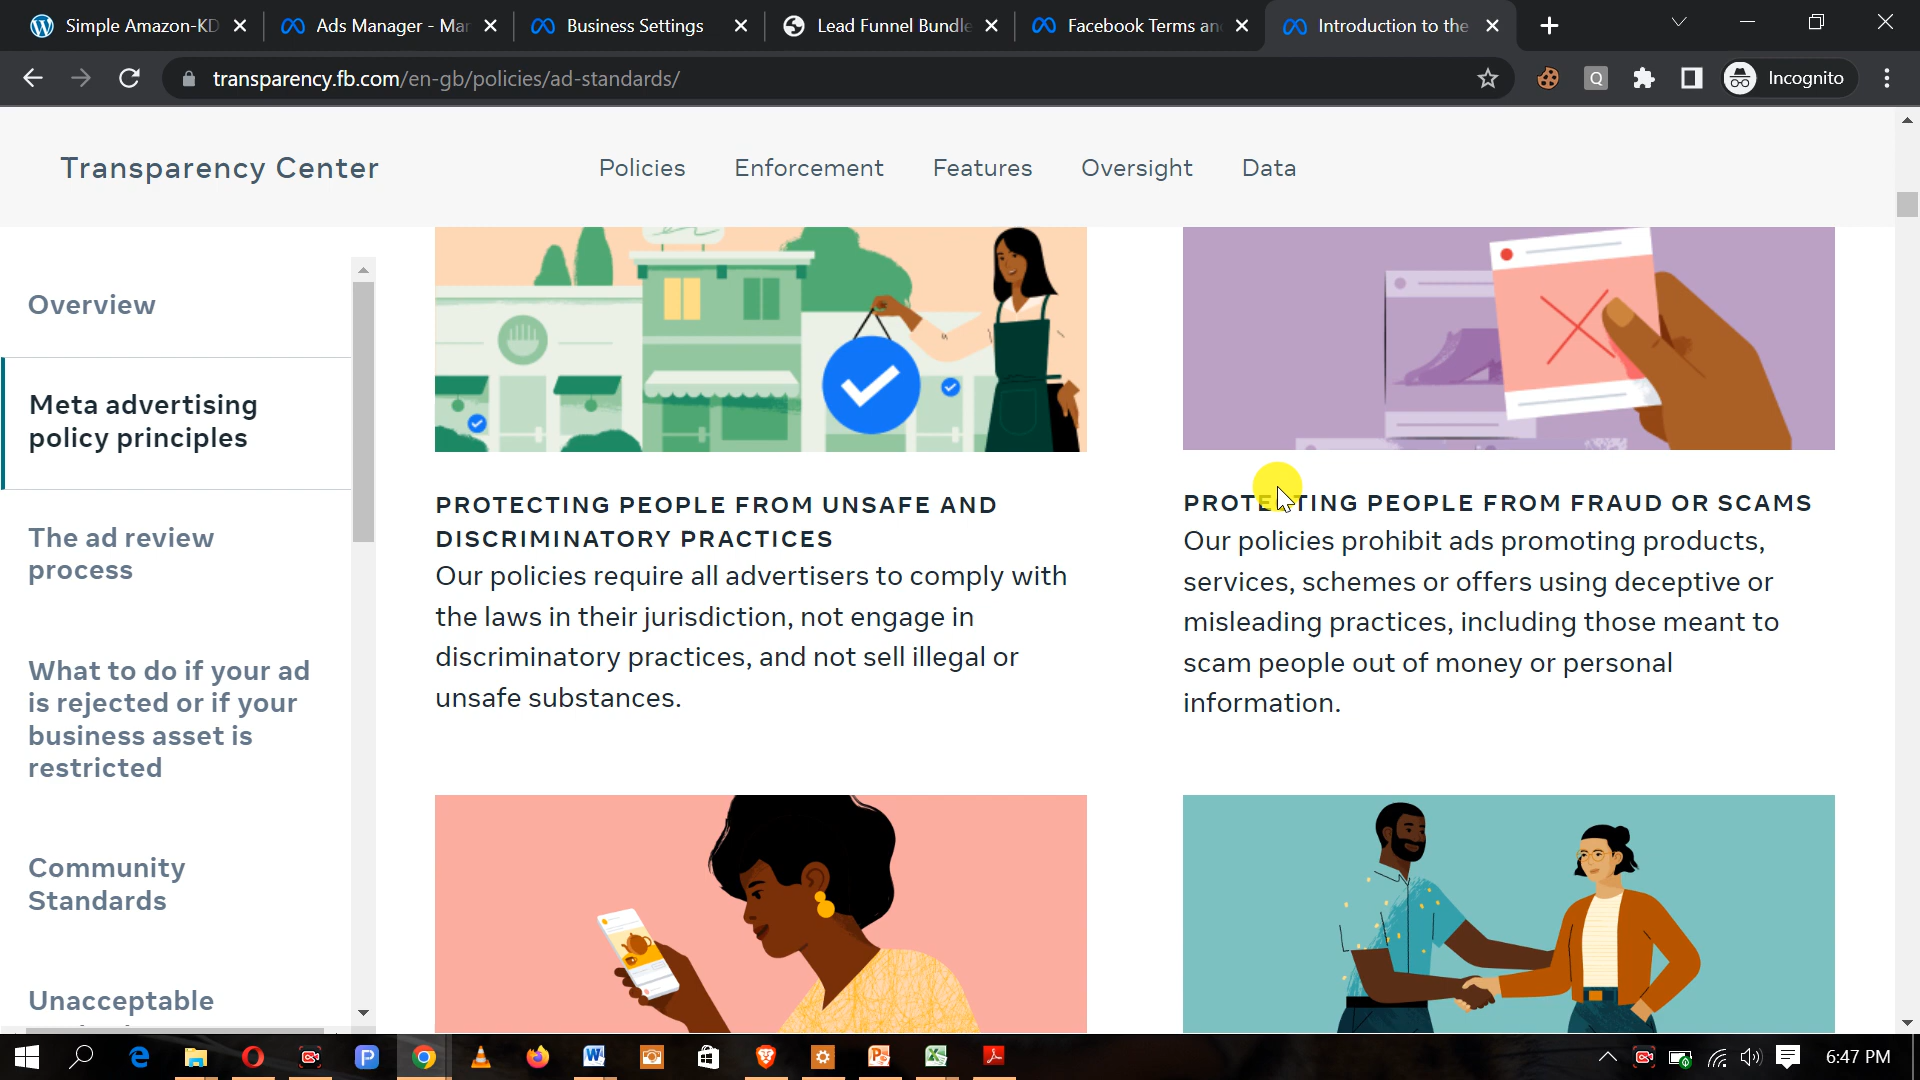 Simple Amazon-KD
Ads Manager - Mar
Business Settings
Lead Funnel Bundle
Facebook Terms an
Introduction to the
transparency.fb.com/en-gb/policies/ad-standards/
Q
Incognito
Transparency Center
Policies
Enforcement
Features
Oversight
Data
Overview
Meta advertising
policy principles
The ad review
process
What to do if your ad
is rejected or if your
business asset is
restricted
Community
Standards
Unacceptable
PROTECTING PEOPLE FROM UNSAFE AND
DISCRIMINATORY PRACTICES
Our policies require all advertisers to comply with
the laws in their jurisdiction, not engage in
discriminatory practices, and not sell illegal or
unsafe substances.
PROTECTING PEOPLE FROM FRAUD OR SCAMS
Our policies prohibit ads promoting products,
services, schemes or offers using deceptive or
misleading practices, including those meant to
scam people out of money or personal
information.
6:47 PM